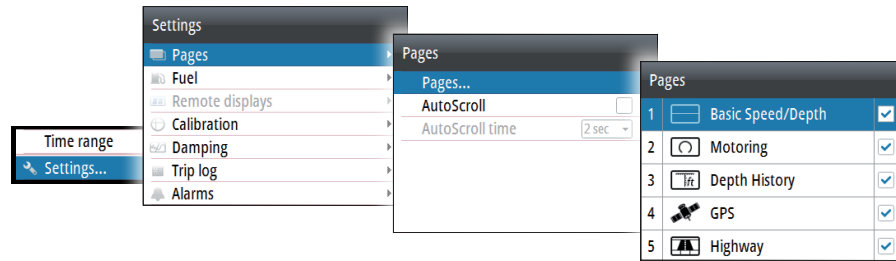 Time range
Settings...
Settings
Pages
Fuel
Remote displays
Calibration
Damping
Trip log
Alarms
Pages
Pages...
AutoScroll
AutoScroll time 2 sec
Pages
1 Basic Speed/Depth
2 Motoring
3 ft Depth History
4 GPS
5 Highway